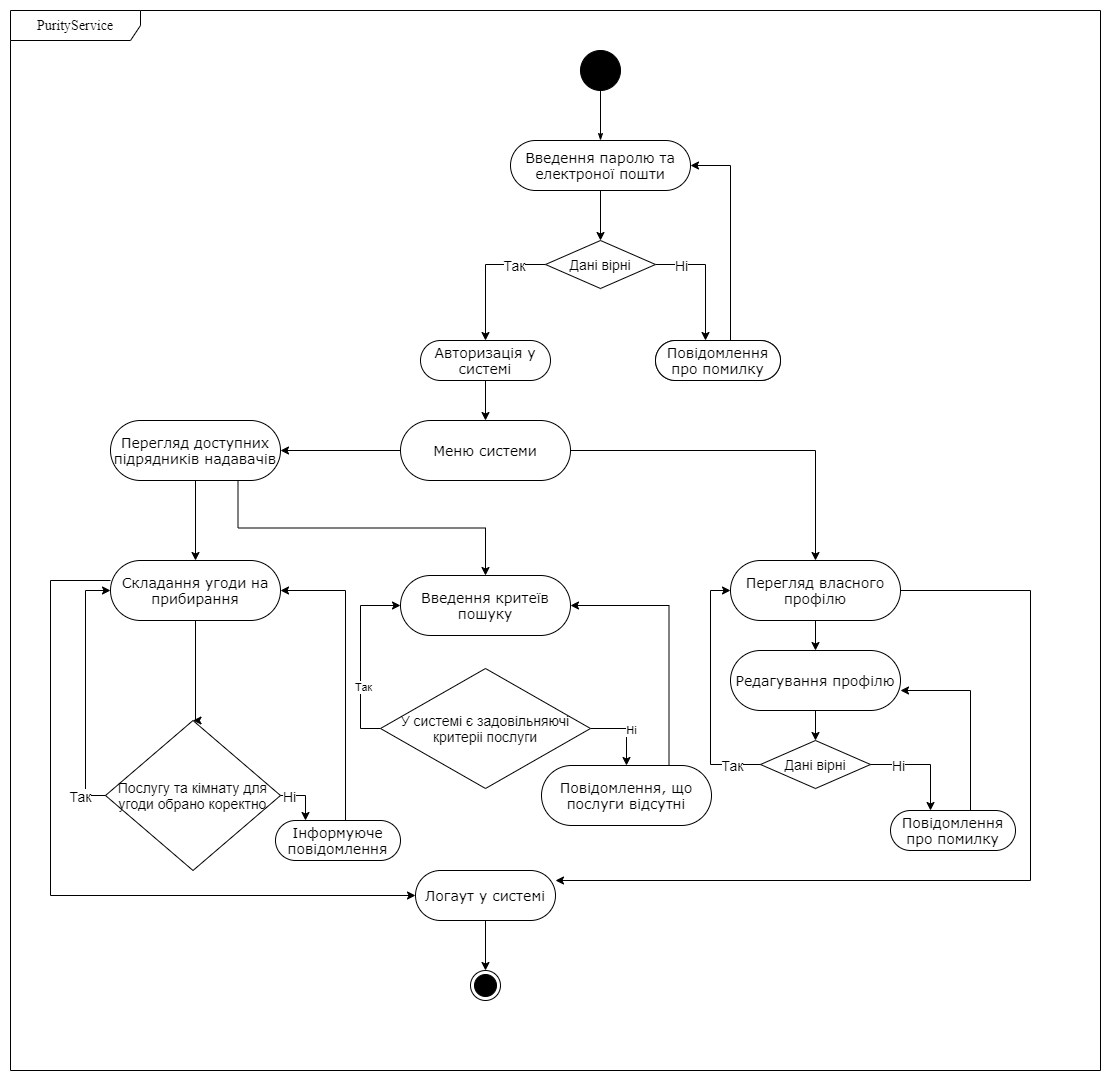 PurityService
Введення паролю та
електроної пошти
Дані вірні
Так
Ні
Авторизація у
системі
Повідомлення
про помилку
Меню системи
Перегляд доступних
підрядників надавачів
Складання угоди на
прибирання
Введення критеїв
пошуку
Перегляд власного
профілю
Редагування профілю
Так
У системі є задовільняючі
критеріі послуги
Ні
Дані вірні
Так
Ні
Повідомлення, що
послуги відсутні
Послугу та кімнату для
угоди обрано коректно
Так
Ні
Інформуюче
повідомлення
Повідомлення
про помилку
Логаут у системі